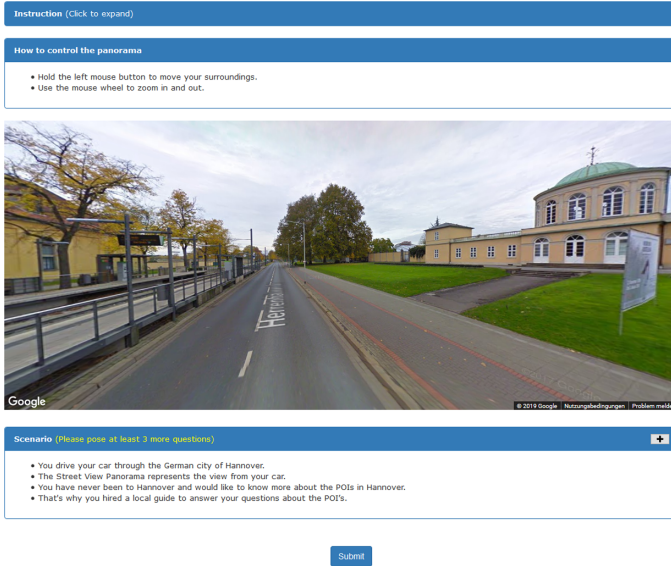 Instruction (Click to expand)
How to control the panorama
• Hold the left mouse button to move your surroundings.
• Use the mouse wheel to zoom in and out.
Google
© 2019 Google Nutzungsbedingungen Problem melde
Scenario (Please pose at least 3 more questions)
+
• You drive your car through the German city of Hannover.
• The Street View Panorama represents the view from your car.
• You have never been to Hannover and would like to know more about the POIs in Hannover.
• That's why you hired a local guide to answer your questions about the POI's.
Submit